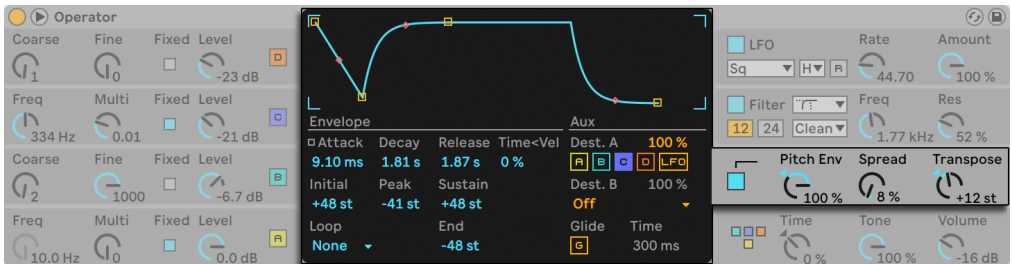 Operator
Coarse Fine Fixed Level
1 0 -23 dB D
Freq Multi Fixed Level
334 Hz 0.01 -21 dB C
Coarse Fine Fixed Level
2 1000 -6.7 dB B
Freq Multi Fixed Level
10.0 Hz 0 0.0 dB A
Envelope
Attack Decay Release Time<Vel
9.10 ms 1.81 s 1.87 s 0 %
Initial Peak Sustain
+48 st -41 st +48 st
Loop End
None -48 st
Aux
Dest. A 100 %
A B C D LFO
Dest. B 100 %
Off
Glide Time
G 300 ms
LFO Rate Amount
Sq H R 44.70 100 %
Filter Freq Res
12 24 Clean 1.77 kHz 52 %
Pitch Env Spread Transpose
100 % 8 % +12 st
Time Tone Volume
0 % 100 % -16 dB